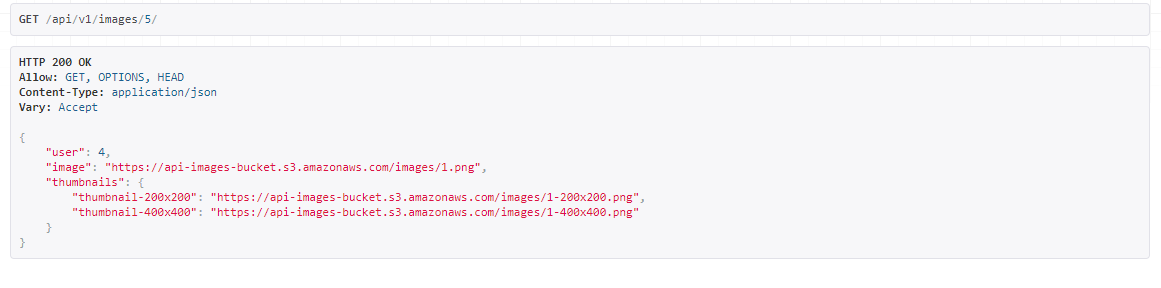 GET /api/v1/images/5/
HTTP 200 OK
Allow: GET, OPTIONS, HEAD
Content-Type: application/json
Vary: Accept
{
    "user": 4,
    "image": "https://api-images-bucket.s3.amazonaws.com/images/1.png",
    "thumbnails": {
        "thumbnail-200x200": "https://api-images-bucket.s3.amazonaws.com/images/1-200x200.png",
        "thumbnail-400x400": "https://api-images-bucket.s3.amazonaws.com/images/1-400x400.png"
    }
}